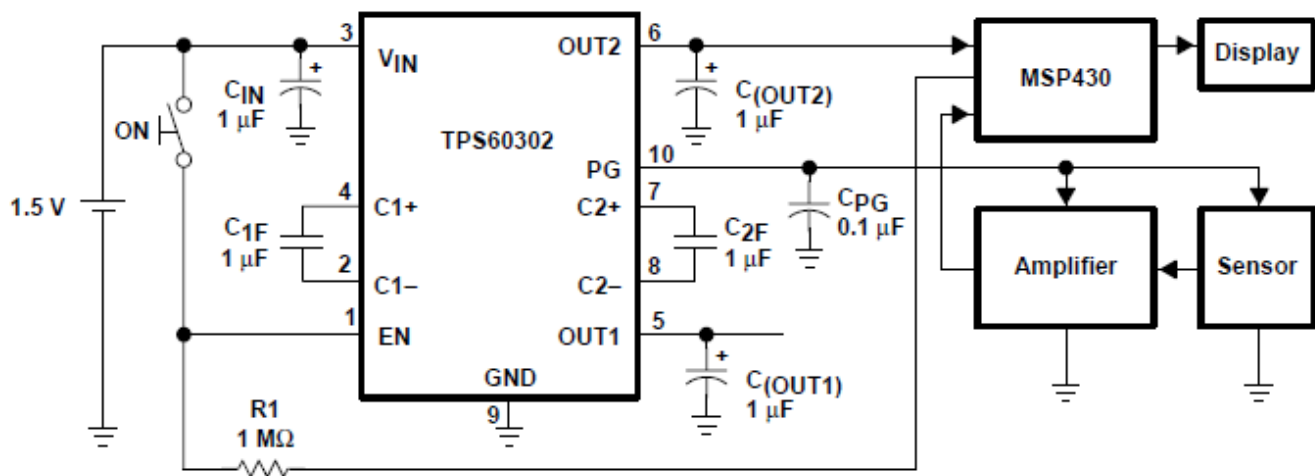 3
6
VIN
OUT2
MSP430
Display
CIN
1 µF
+
C(OUT2)
1 µF
+
ON
TPS60302
10
PG
1.5 V
4
C1+
7
C2+
CPG
0.1 µF
C1F
1 µF
C2F
1 µF
Amplifier
Sensor
2
C1–
8
C2–
1
EN
5
OUT1
+
C(OUT1)
1 µF
GND
9
R1
1 MΩ